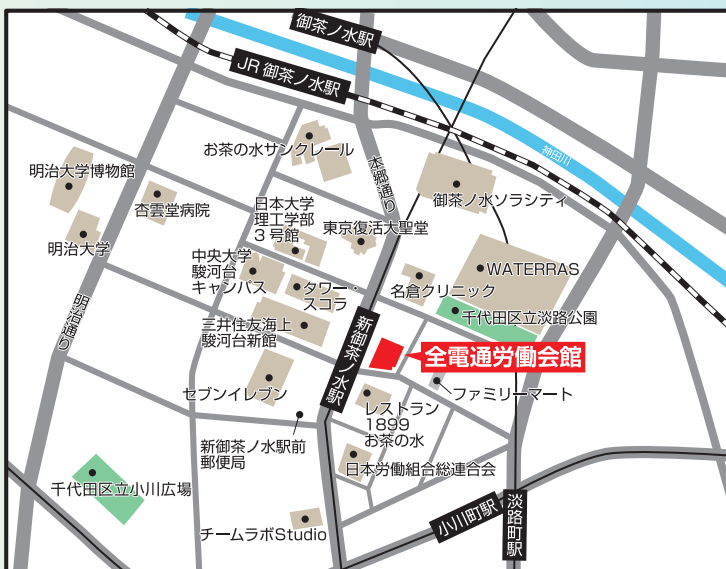 御茶ノ水駅
JR 御茶ノ水駅
神田川
お茶の水サンクレール
本郷通り
明治大学博物館
杏雲堂病院
明治大学
日本大学
理工学部
3号館
東京復活大聖堂
御茶ノ水ソラシティ
中央大学
駿河台
キャンパス
タワー・
スコラ
名倉クリニック
WATERRAS
千代田区立淡路公園
明治通り
三井住友海上
駿河台新館
新御茶ノ水駅
全電通労働会館
セブンイレブン
ファミリーマート
レストラン
1899
お茶の水
新御茶ノ水駅前
郵便局
日本労働組合総連合会
千代田区立小川広場
チームラボStudio
小川町駅
淡路町駅